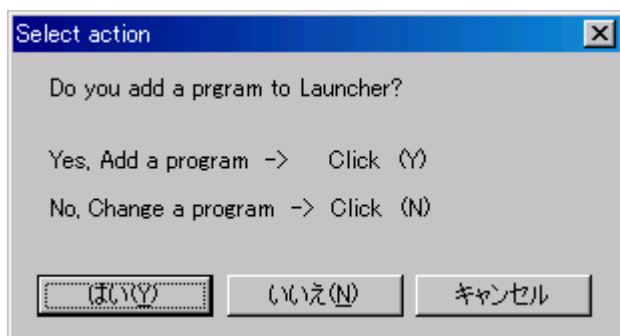 Select action
Do you add a prgram to Launcher?
Yes, Add a program -> Click (Y)
No, Change a program -> Click (N)
はい(Y) いいえ(N) キャンセル